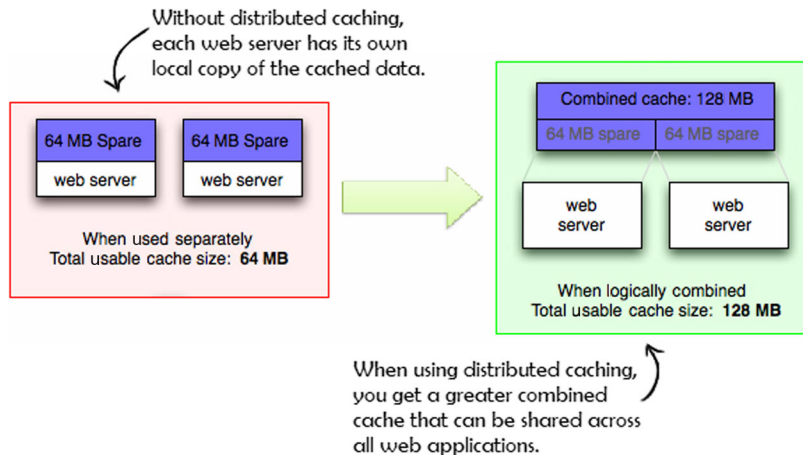 Without distributed caching,
each web server has its own
local copy of the cached data.
64 MB Spare
web server
64 MB Spare
web server
When used separately
Total usable cache size: 64 MB
Combined cache: 128 MB
64 MB spare
64 MB spare
web
server
web
server
When logically combined
Total usable cache size: 128 MB
When using distributed caching,
you get a greater combined
cache that can be shared across
all web applications.